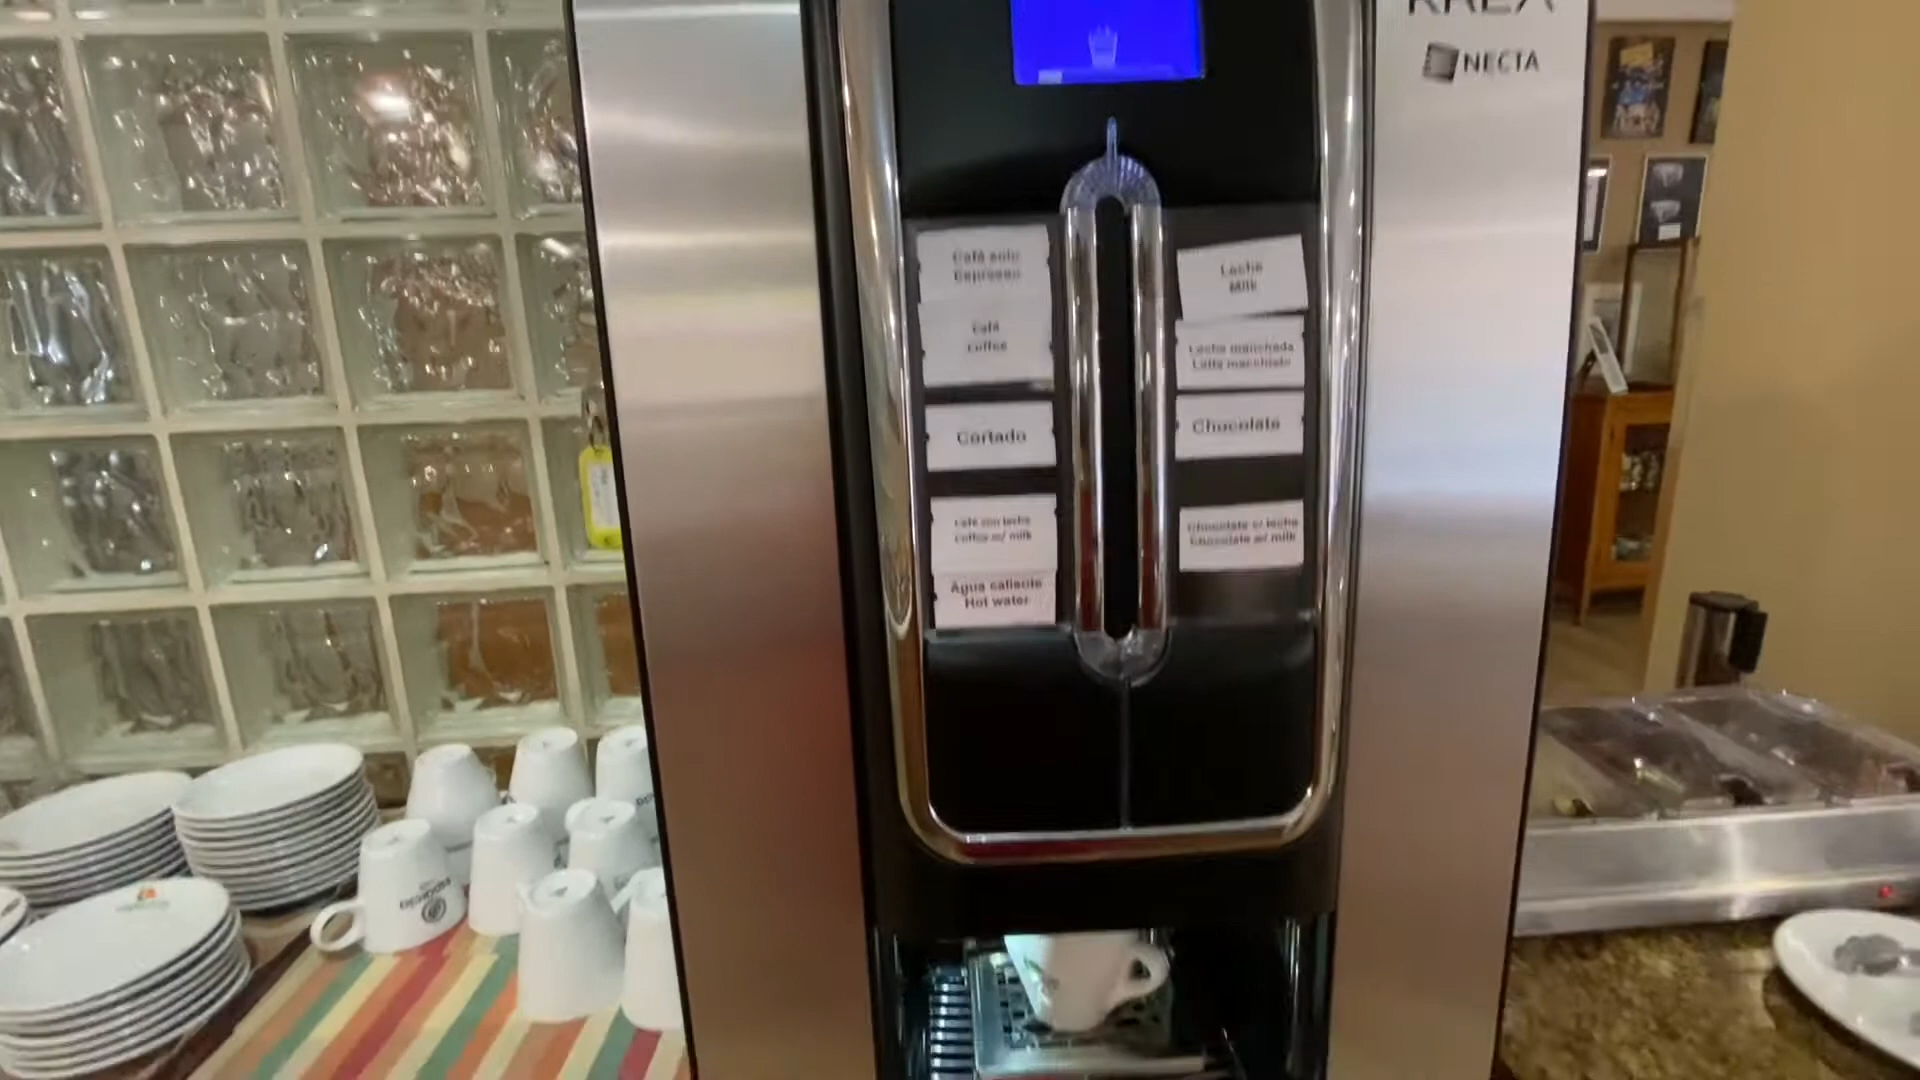 KREA
NECTA
Café solo
Espresso
Café
Coffee
Cortado
Café con leche
Coffee w/ milk
Agua caliente
Hot water
Leche
Milk
Leche manchada
Latte macchiato
Chocolate
Chocolate c/ leche
Chocolate w/ milk